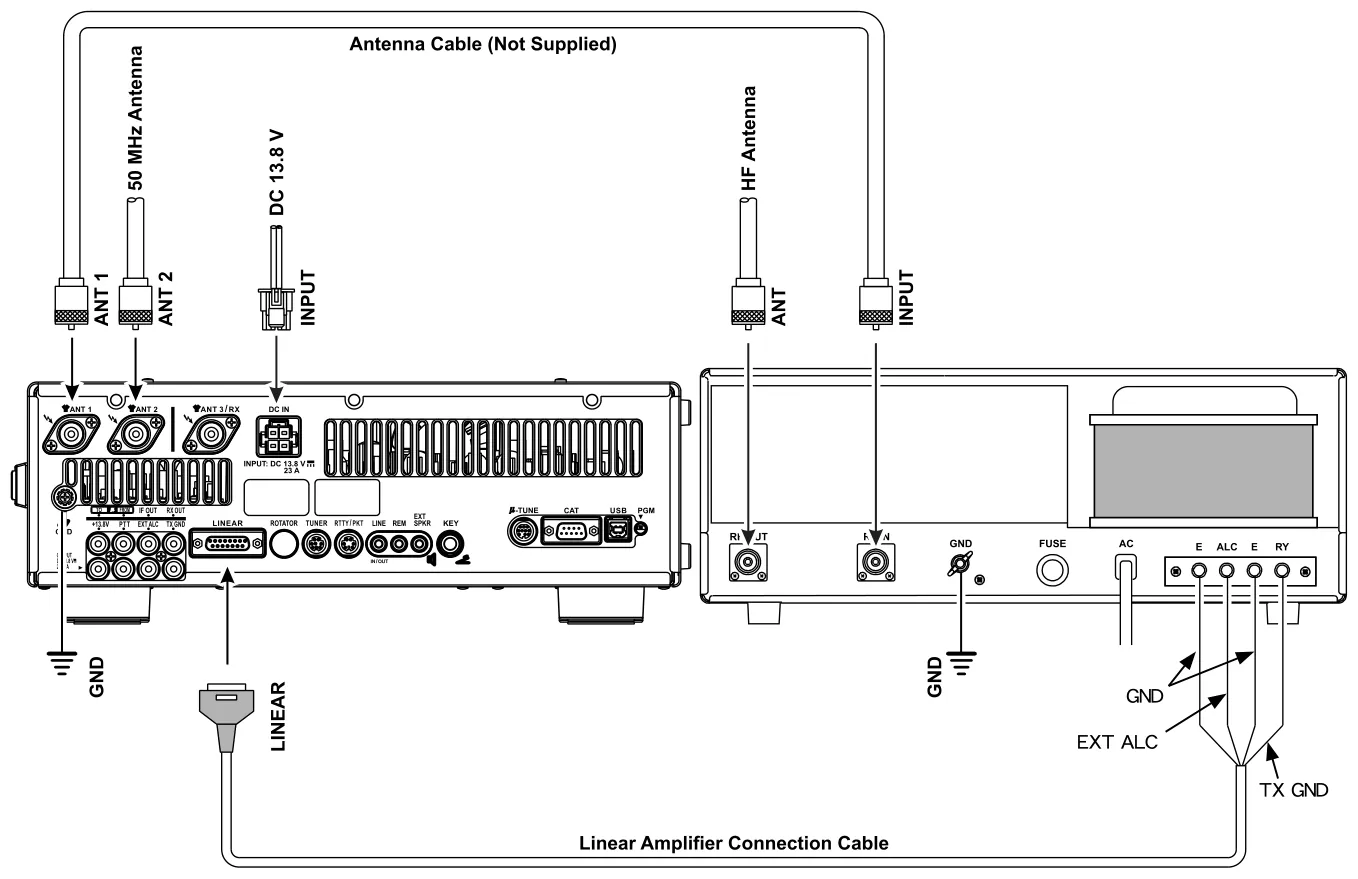 Antenna Cable (Not Supplied)
50 MHz Antenna
DC 13.8 V
HF Antenna
ANT 1
ANT 2
INPUT
ANT
INPUT
ANT 1
ANT 2
ANT 3/RX
DC IN
INPUT: DC 13.8 V
23 A
IF OUT
RX OUT
+13.8V
PTT
EXT ALC
TX GND
LINEAR
ROTATOR
TUNER
RTTY/PKT
LINE
REM
EXT
SPKR
KEY
IN/OUT
μ-TUNE
CAT
USB
PGM
GND
FUSE
AC
E
ALC
E
RY
GND
LINEAR
GND
GND
EXT ALC
TX GND
Linear Amplifier Connection Cable